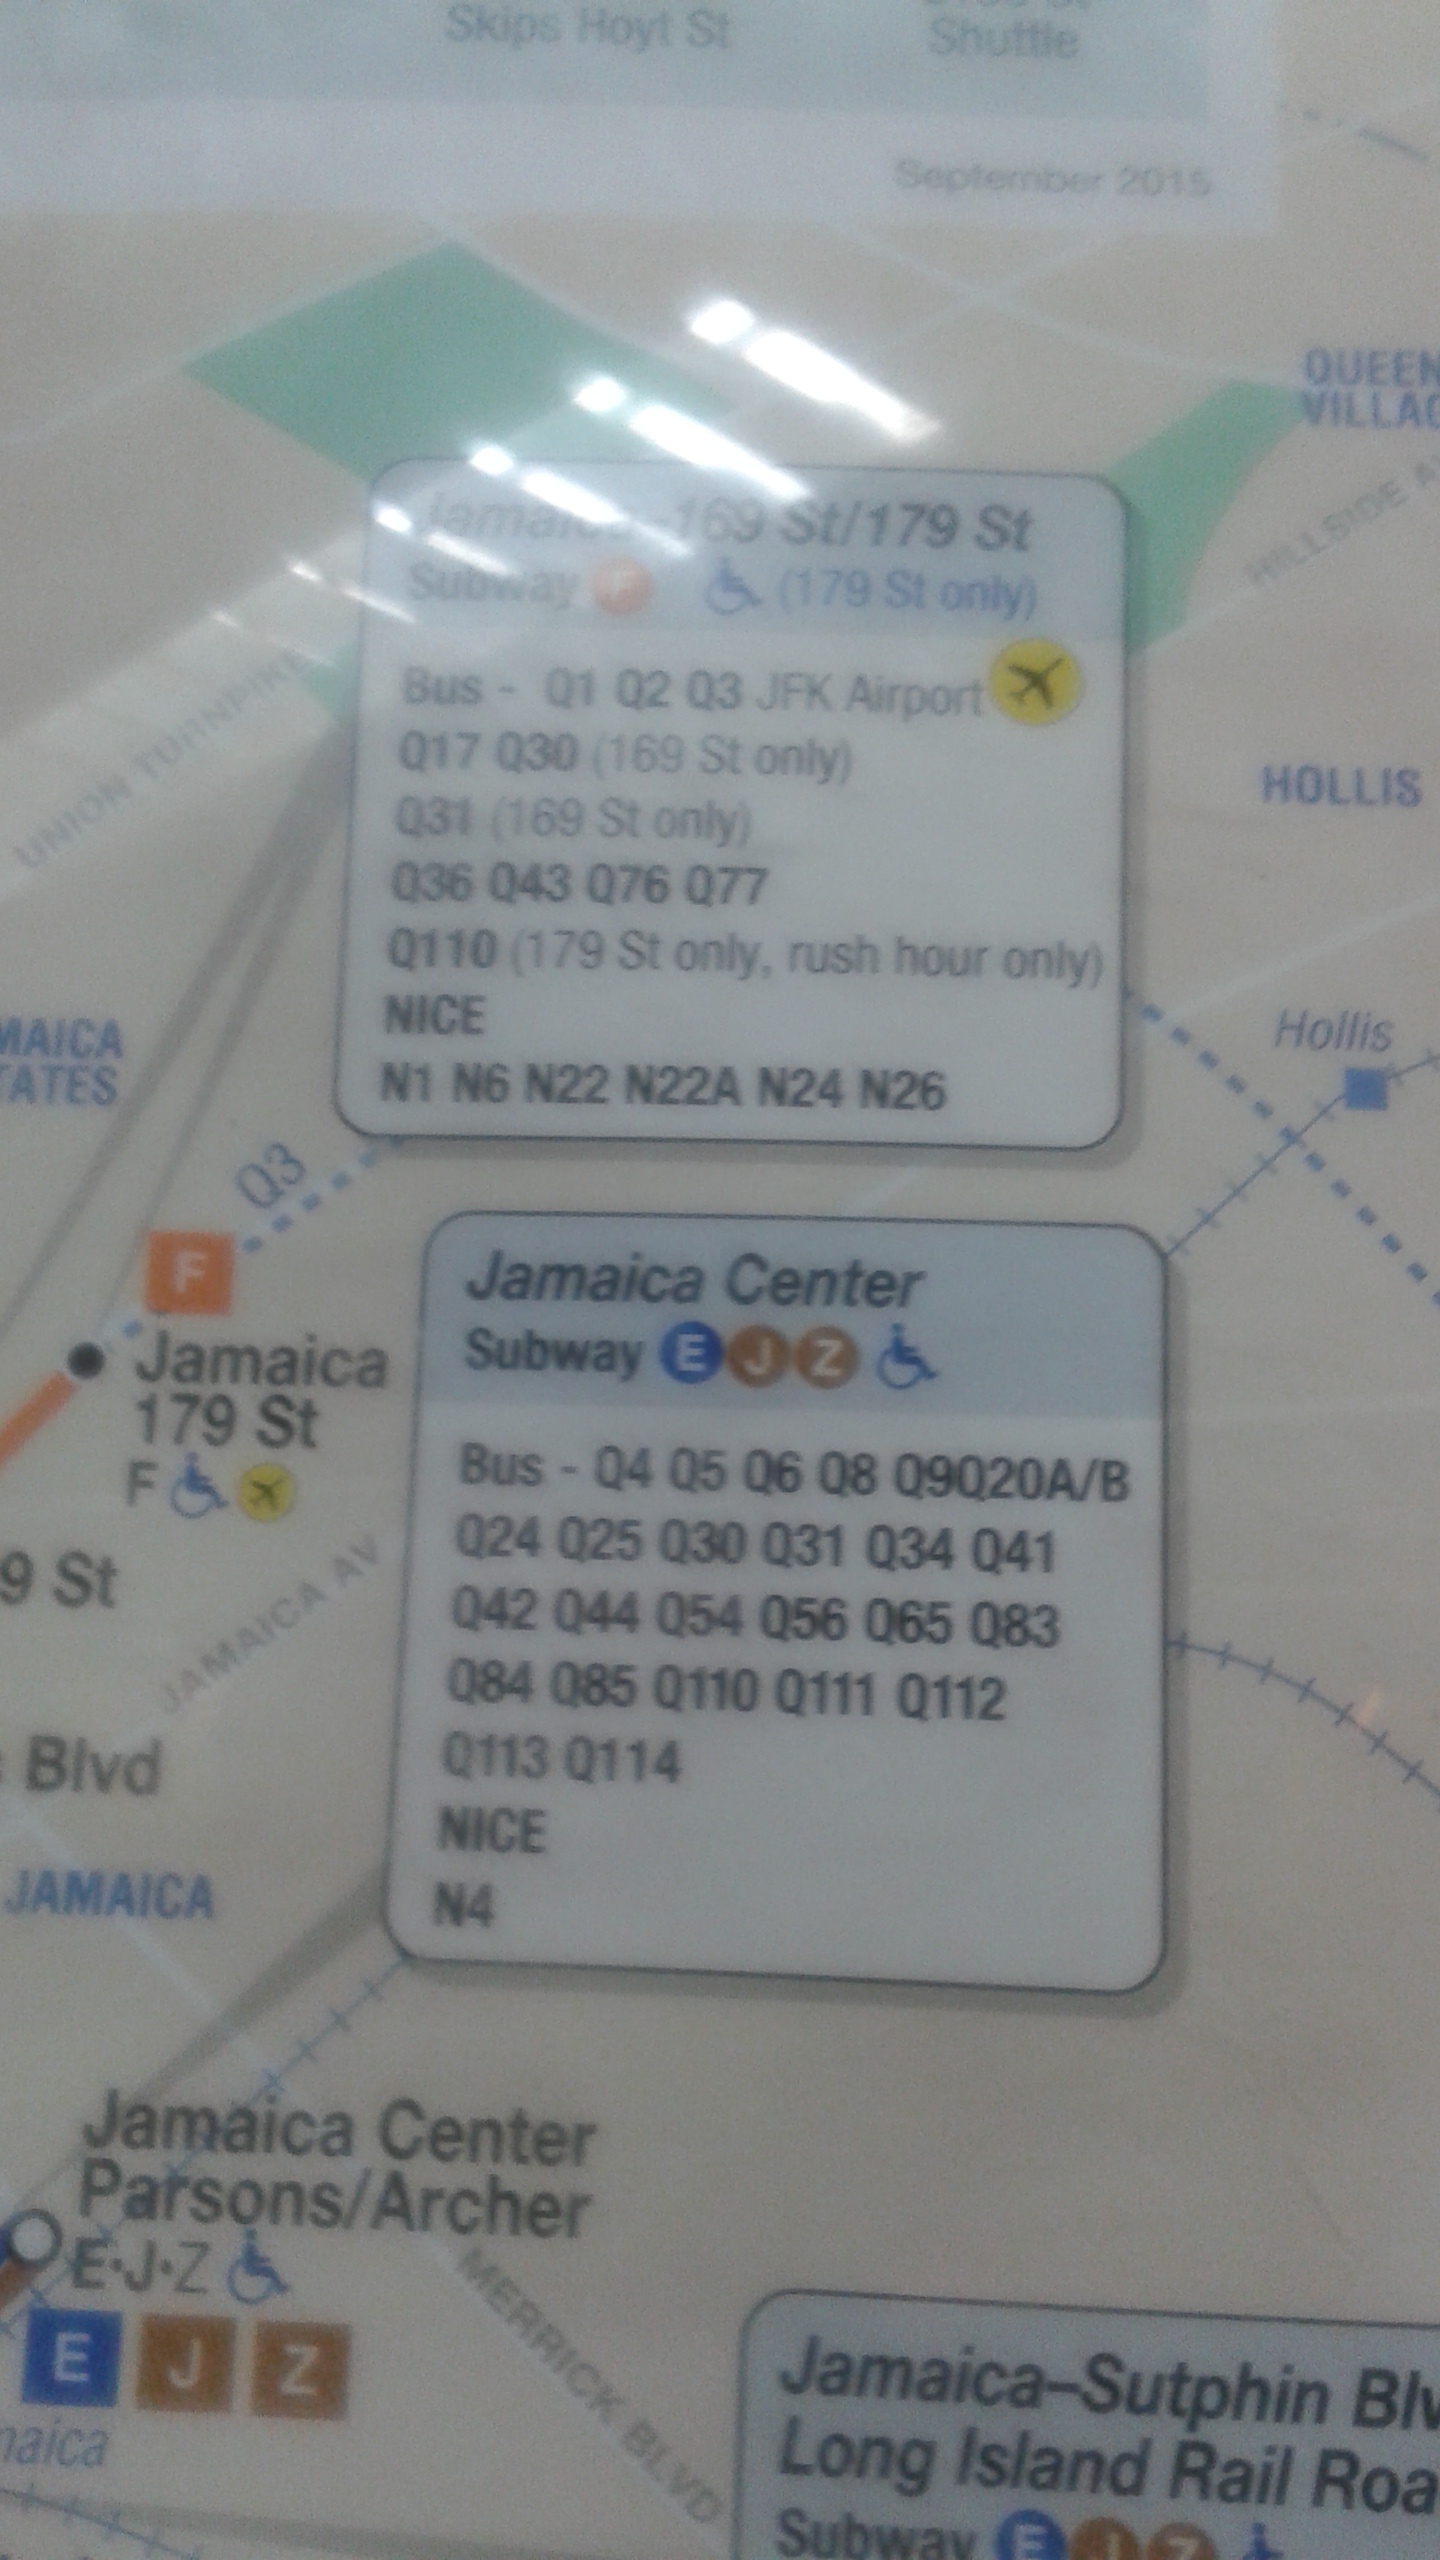 Skips Hoyt St
Shuttle
September 2015
QUEEN
VILLAG
HILLSIDE A
Jamaica-169 St/179 St
Subway F (179 St only)
Bus - Q1 Q2 Q3 JFK Airport
Q17 Q30 (169 St only)
Q31 (169 St only)
Q36 Q43 Q76 Q77
Q110 (179 St only, rush hour only)
NICE
N1 N6 N22 N22A N24 N26
UNION TURNPIKE
HOLLIS
Hollis
MAICA
TATES
Q3
F
Jamaica
179 St
F
9 St
JAMAICA AV
Blvd
JAMAICA
Jamaica Center
Subway E J Z
Bus - Q4 Q5 Q6 Q8 Q9Q20A/B
Q24 Q25 Q30 Q31 Q34 Q41
Q42 Q44 Q54 Q56 Q65 Q83
Q84 Q85 Q110 Q111 Q112
Q113 Q114
NICE
N4
Jamaica Center
Parsons/Archer
E•J•Z
E J Z
maica
MERRICK BLVD
Jamaica–Sutphin Blv
Long Island Rail Roa
Subway E J Z